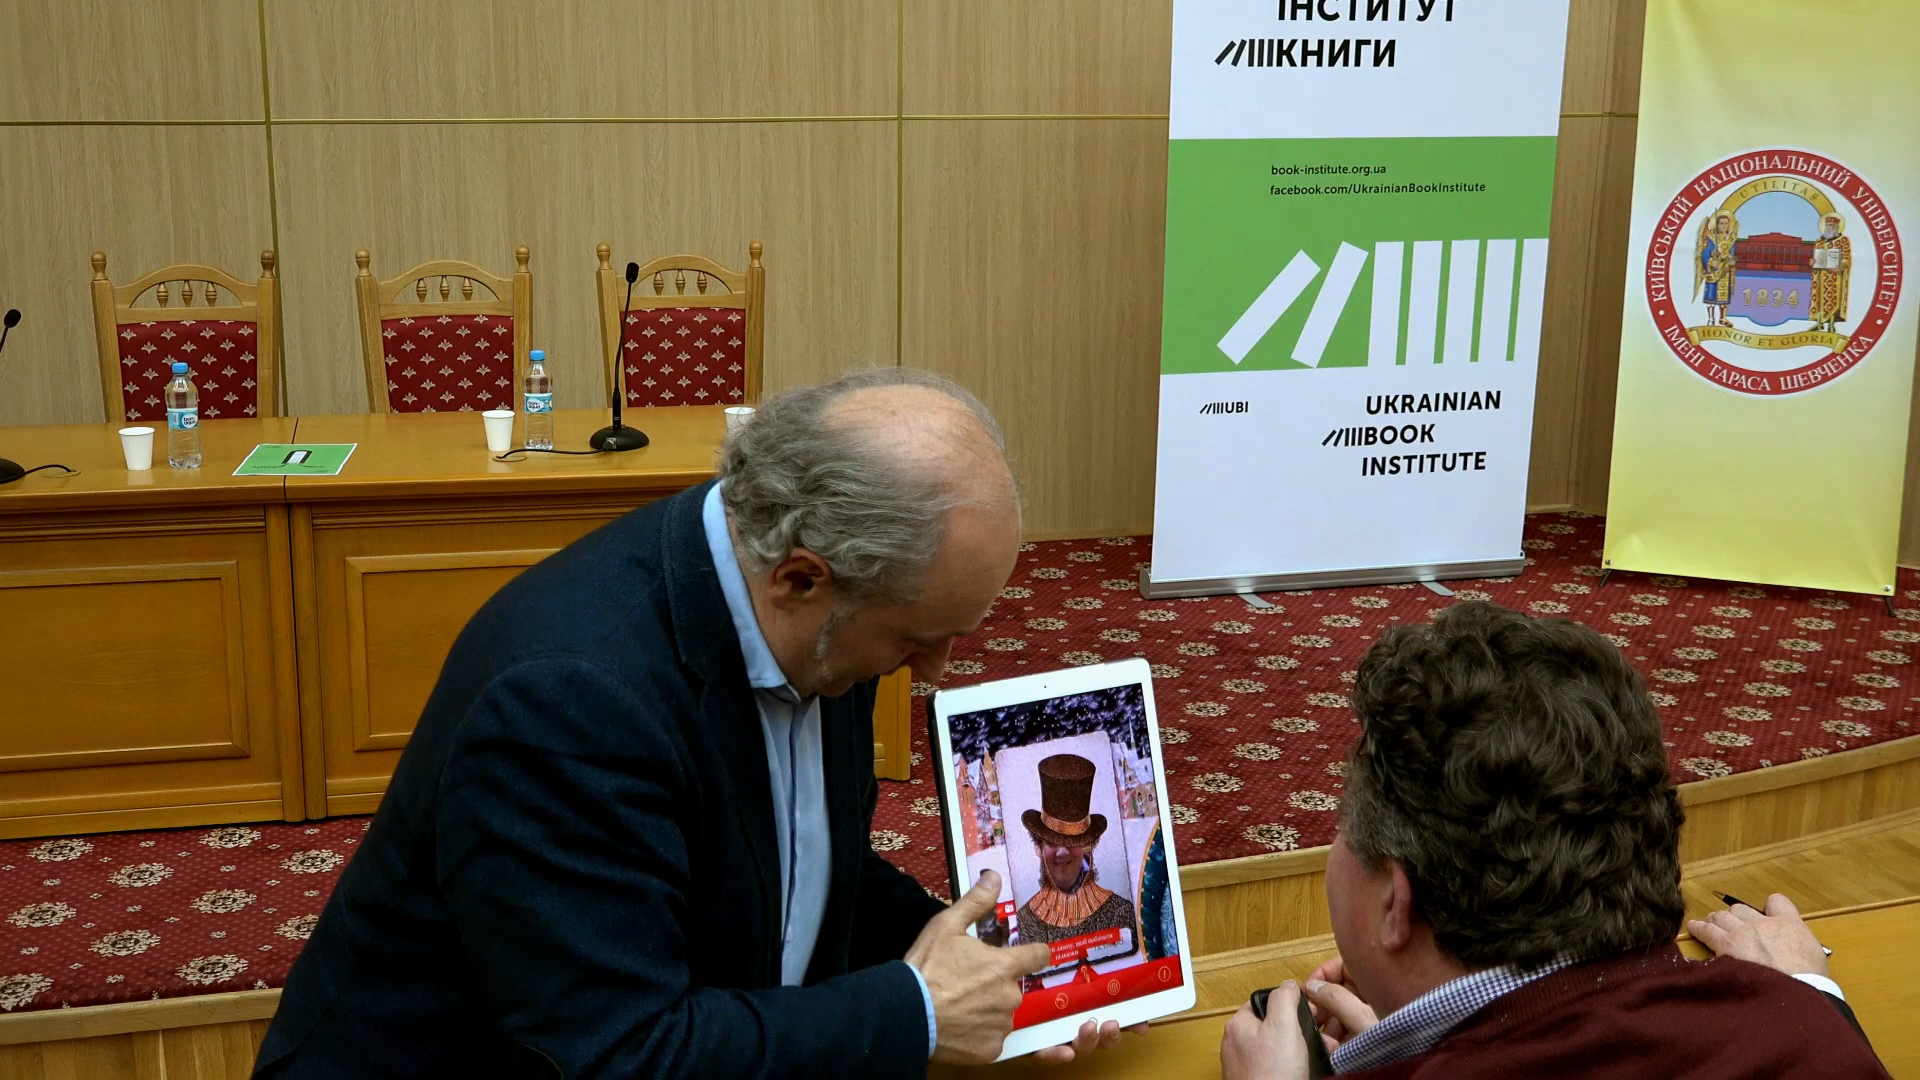 ІНСТИТУТ
КНИГИ
book-institute.org.ua
facebook.com/UkrainianBookInstitute
UBI
UKRAINIAN
BOOK
INSTITUTE
КИЇВСЬКИЙ НАЦІОНАЛЬНИЙ УНІВЕРСИТЕТ
ІМЕНІ ТАРАСА ШЕВЧЕНКА
UTILITAS
1834
HONOR ET GLORIA